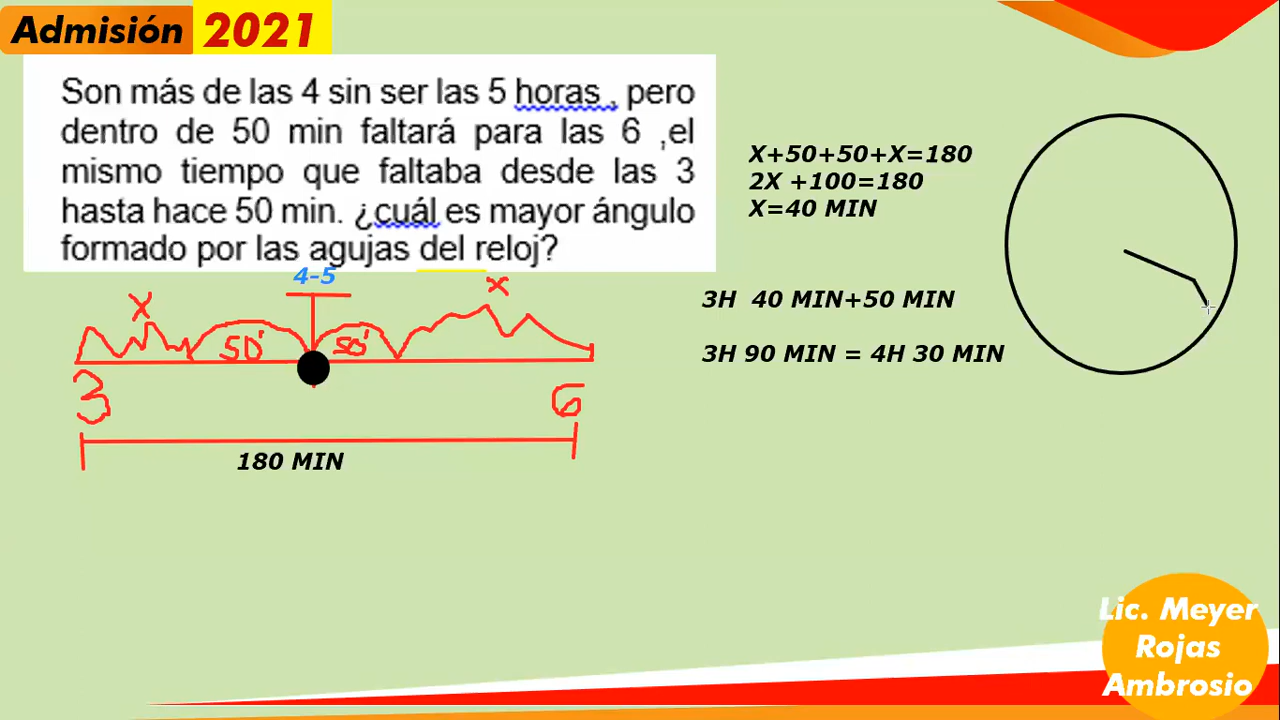 Admisión 2021
Son más de las 4 sin ser las 5 horas , pero
dentro de 50 min faltará para las 6 ,el
mismo tiempo que faltaba desde las 3
hasta hace 50 min. ¿cuál es mayor ángulo
formado por las agujas del reloj?
X+50+50+X=180
2X +100=180
X=40 MIN
4-5
X
x
50'
50'
3H 40 MIN+50 MIN
3H 90 MIN = 4H 30 MIN
3
6
180 MIN
Lic. Meyer
Rojas
Ambrosio